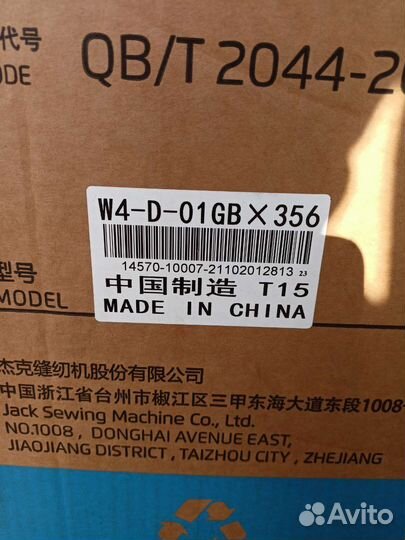 代号
ODE
QB/T 2044-20
W4-D-01GB×356
14570-10007-21102012813 23
中国制造 T15
MADE IN CHINA
型号
MODEL
杰克缝纫机股份有限公司
中国浙江省台州市椒江区三甲东海大道东段1008
Jack Sewing Machine Co., Ltd.
NO.1008 , DONGHAI AVENUE EAST,
JIAOJIANG DISTRICT , TAIZHOU CITY , ZHEJIANG
Avito